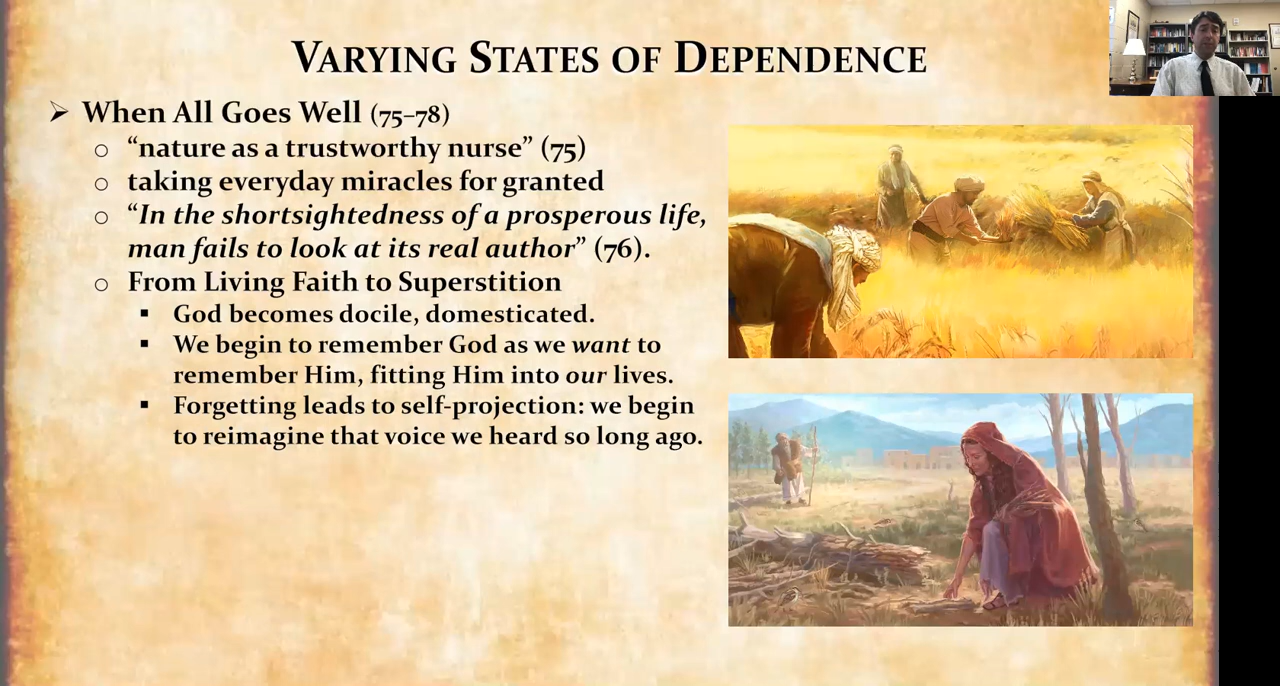 VARYING STATES OF DEPENDENCE
➢ When All Goes Well (75–78)
○ “nature as a trustworthy nurse” (75)
○ taking everyday miracles for granted
○ “In the shortsightedness of a prosperous life,
man fails to look at its real author” (76).
○ From Living Faith to Superstition
▪ God becomes docile, domesticated.
▪ We begin to remember God as we want to
remember Him, fitting Him into our lives.
▪ Forgetting leads to self-projection: we begin
to reimagine that voice we heard so long ago.